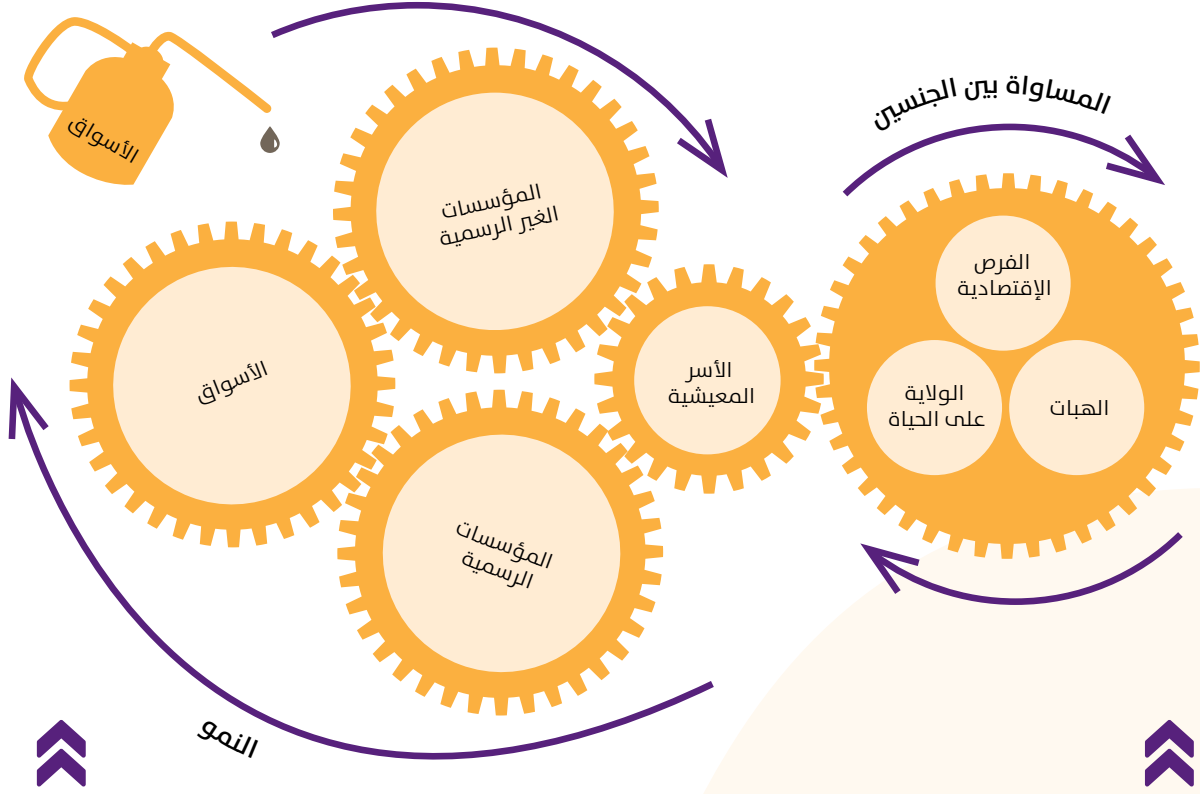 الأسواق
المؤسسات
الغير الرسمية
المساواة بين الجنسين
الفرص
الإقتصادية
الولاية
على الحياة
الهبات
الأسر
المعيشية
الأسواق
المؤسسات
الرسمية
النمو